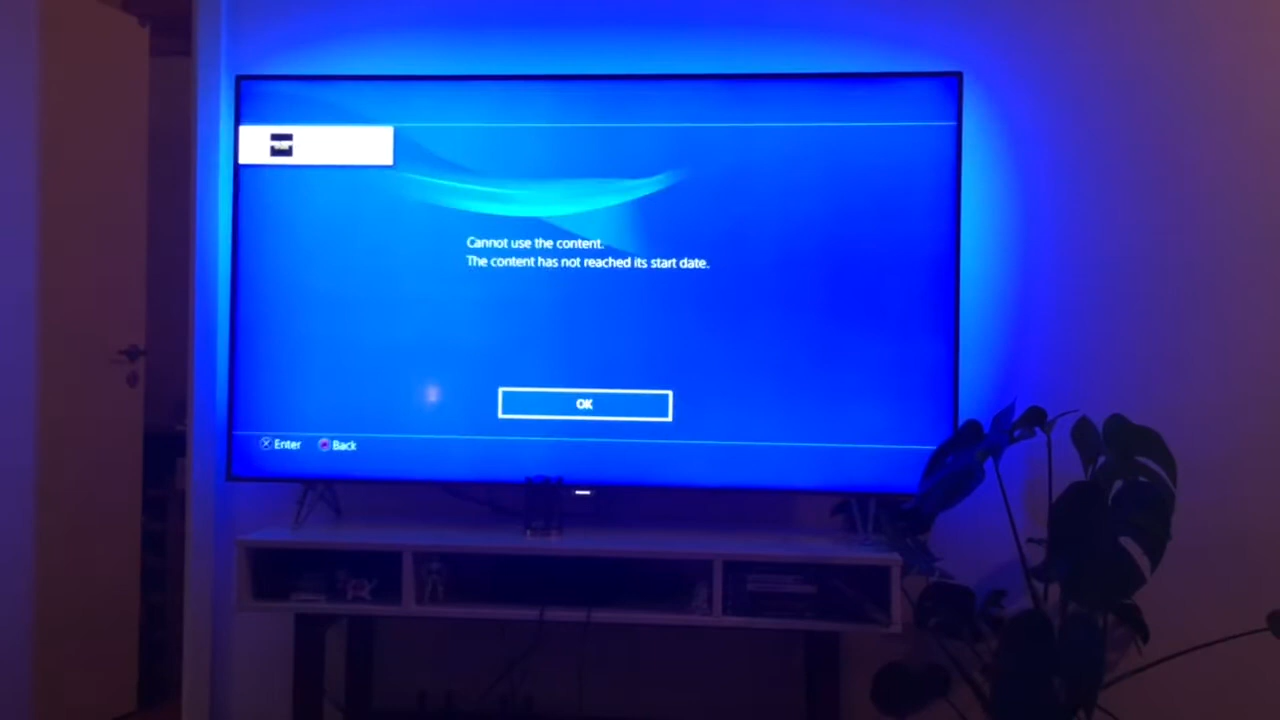 Cannot use the content.
The content has not reached its start date.
OK
Enter
Back